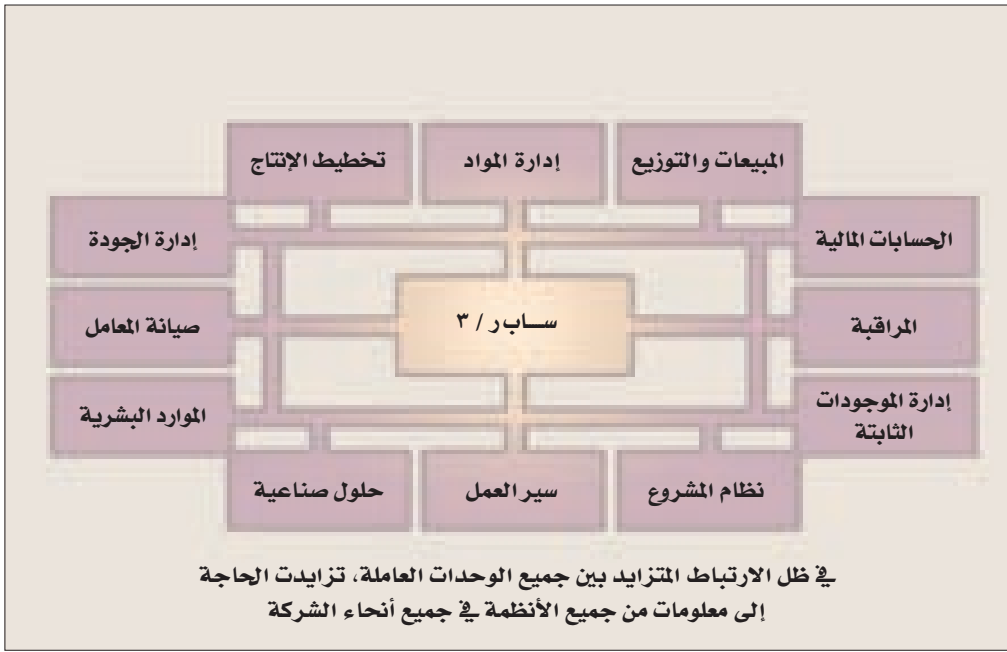 المبيعات والتوزيع
إدارة المواد
تخطيط الإنتاج
الحسابات المالية
إدارة الجودة
ســاب ر / ٣
المراقبة
صيانة المعامل
إدارة الموجودات
الثابتة
الموارد البشرية
نظام المشروع
سير العمل
حلول صناعية
في ظل الارتباط المتزايد بين جميع الوحدات العاملة، تزايدت الحاجة
إلى معلومات من جميع الأنظمة في جميع أنحاء الشركة